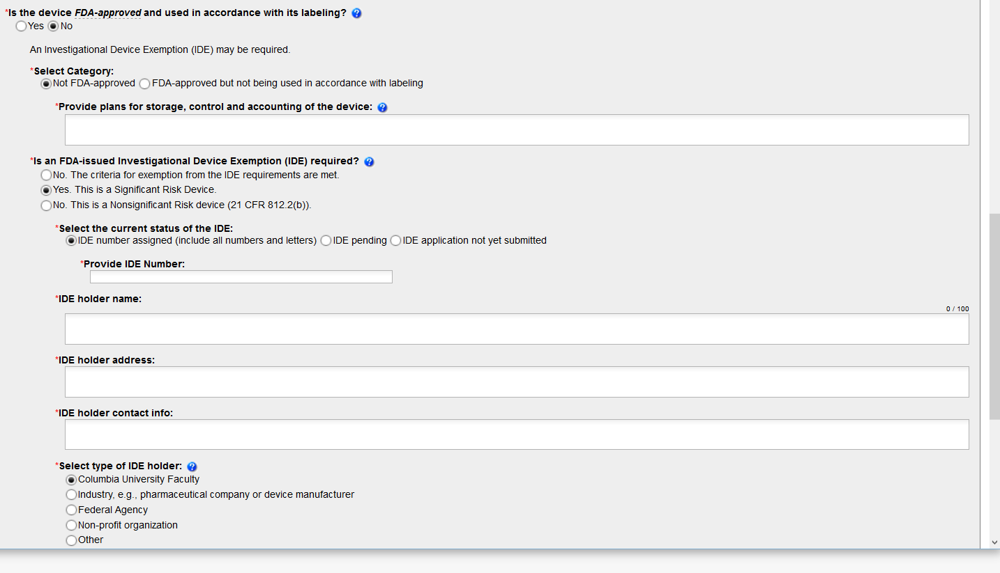 *Is the device FDA-approved and used in accordance with its labeling? ?
Yes No
An Investigational Device Exemption (IDE) may be required.
*Select Category:
Not FDA-approved FDA-approved but not being used in accordance with labeling
*Provide plans for storage, control and accounting of the device: ?
*Is an FDA-issued Investigational Device Exemption (IDE) required? ?
No. The criteria for exemption from the IDE requirements are met.
Yes. This is a Significant Risk Device.
No. This is a Nonsignificant Risk device (21 CFR 812.2(b)).
*Select the current status of the IDE:
IDE number assigned (include all numbers and letters) IDE pending IDE application not yet submitted
*Provide IDE Number:
*IDE holder name:
0 / 100
*IDE holder address:
*IDE holder contact info:
*Select type of IDE holder: ?
Columbia University Faculty
Industry, e.g., pharmaceutical company or device manufacturer
Federal Agency
Non-profit organization
Other